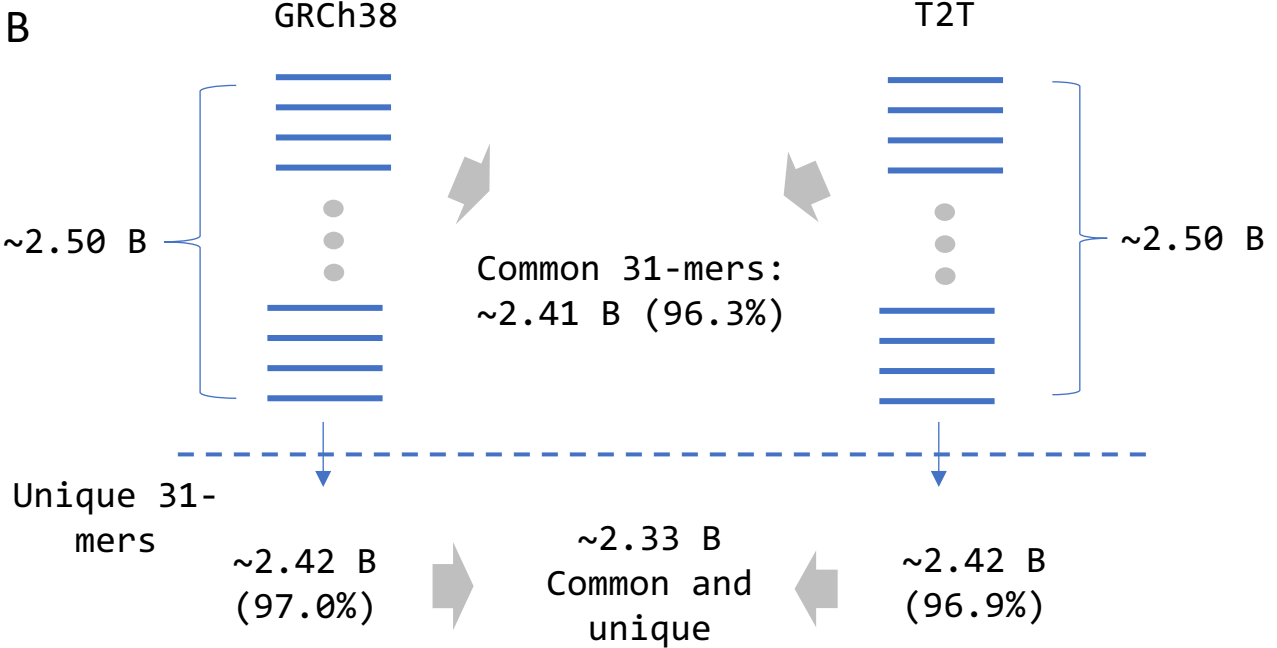 B
GRCh38
T2T
~2.50 B
Common 31-mers:
~2.41 B (96.3%)
~2.50 B
Unique 31-
mers
~2.42 B
(97.0%)
~2.33 B
Common and
unique
~2.42 B
(96.9%)